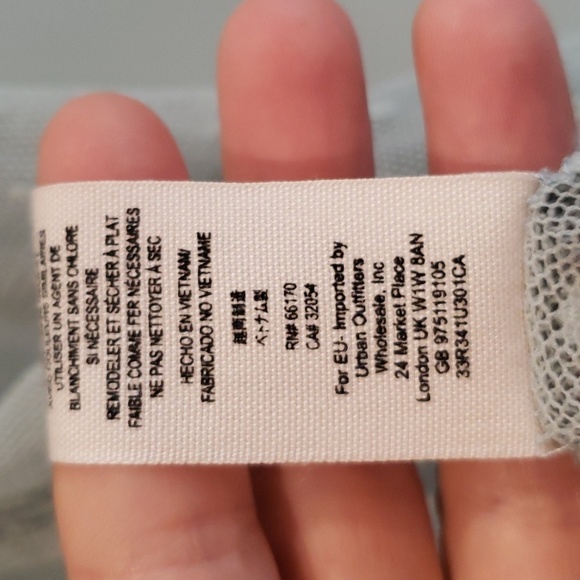 UTILISER UN AGENT DE
BLANCHIMENT SANS CHLORE
SI NÉCESSAIRE
REMODELER ET SÉCHER À PLAT
FAIBLE COMME FER NÉCESSAIRES
NE PAS NETTOYER À SEC
HECHO EN VIETNAM/
FABRICADO NO VIETNAME
越南制造
ベトナム製
RN# 66170
CA# 32054
For EU- Imported by
Urban Outfitters
Wholesale, Inc
24 Market Place
London UK W1W 8AN
GB 975119105
33R341U301CA